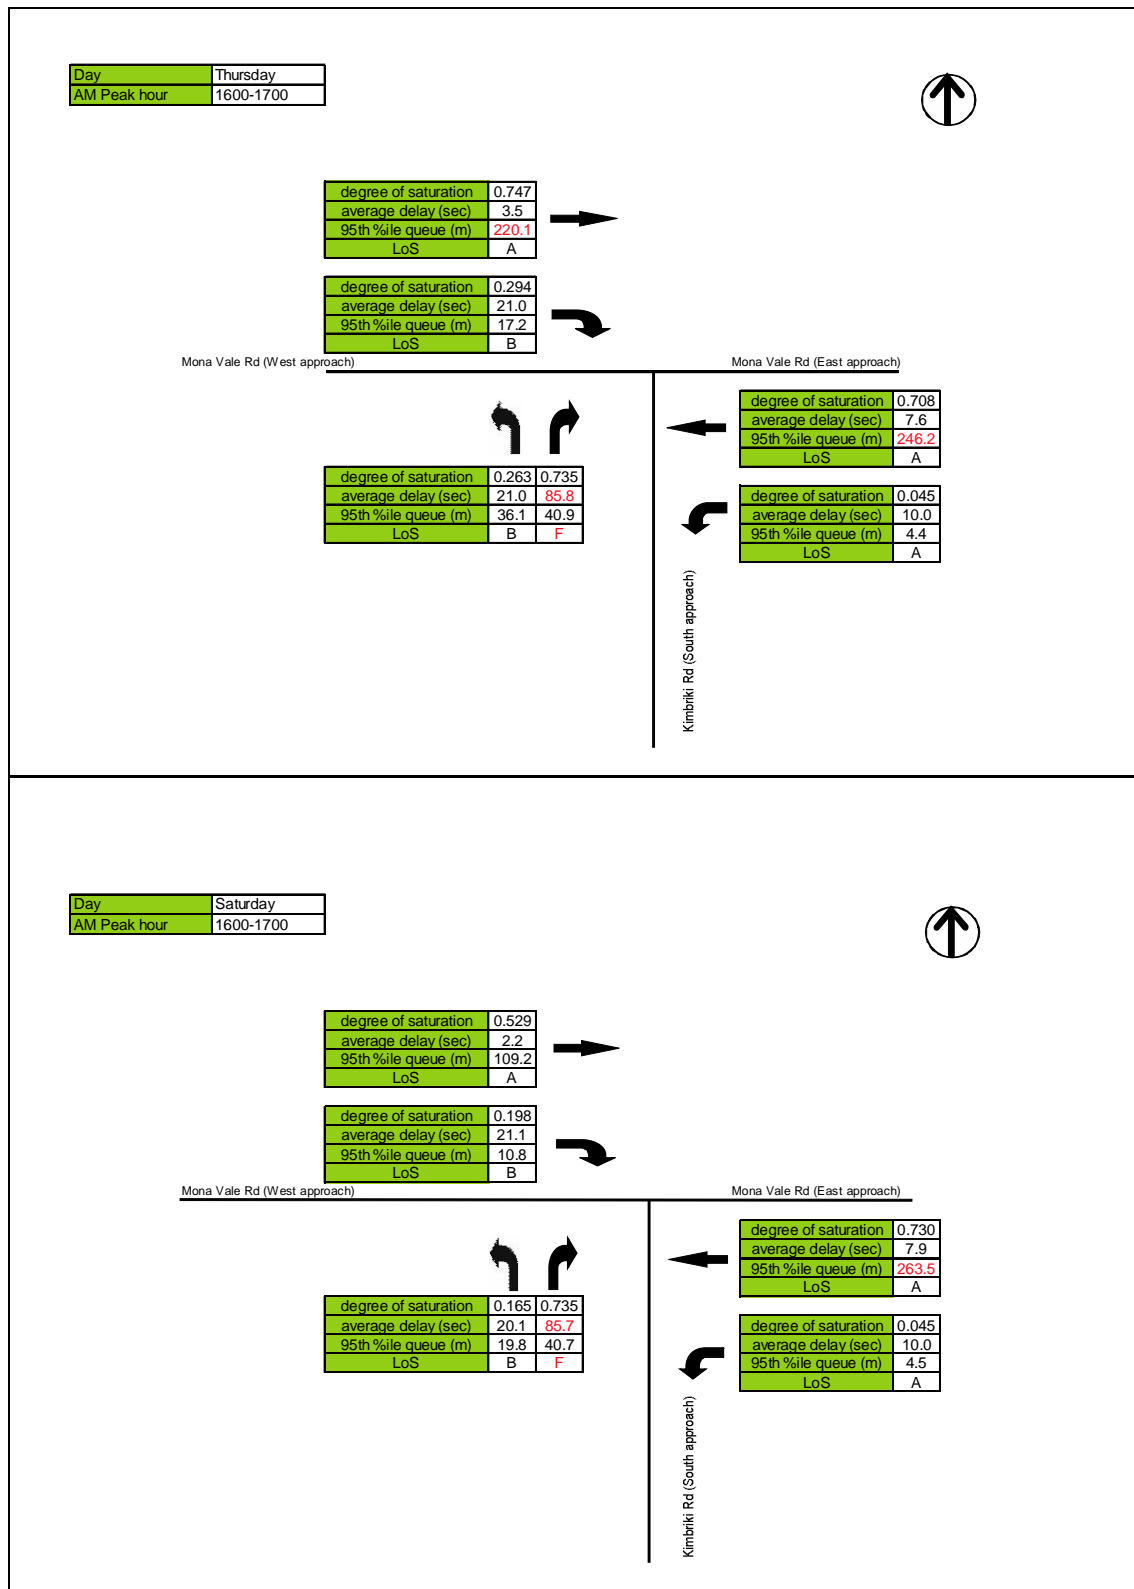 Day Thursday
AM Peak hour 1600-1700
degree of saturation 0.747
average delay (sec) 3.5
95th %ile queue (m) 220.1
LoS A
degree of saturation 0.294
average delay (sec) 21.0
95th %ile queue (m) 17.2
LoS B
Mona Vale Rd (West approach) Mona Vale Rd (East approach)
degree of saturation 0.708
average delay (sec) 7.6
95th %ile queue (m) 246.2
LoS A
degree of saturation 0.263 0.735
average delay (sec) 21.0 85.8
95th %ile queue (m) 36.1 40.9
LoS B F
degree of saturation 0.045
average delay (sec) 10.0
95th %ile queue (m) 4.4
LoS A
Kimbriki Rd (South approach)
Day Saturday
AM Peak hour 1600-1700
degree of saturation 0.529
average delay (sec) 2.2
95th %ile queue (m) 109.2
LoS A
degree of saturation 0.198
average delay (sec) 21.1
95th %ile queue (m) 10.8
LoS B
Mona Vale Rd (West approach) Mona Vale Rd (East approach)
degree of saturation 0.730
average delay (sec) 7.9
95th %ile queue (m) 263.5
LoS A
degree of saturation 0.165 0.735
average delay (sec) 20.1 85.7
95th %ile queue (m) 19.8 40.7
LoS B F
degree of saturation 0.045
average delay (sec) 10.0
95th %ile queue (m) 4.5
LoS A
Kimbriki Rd (South approach)